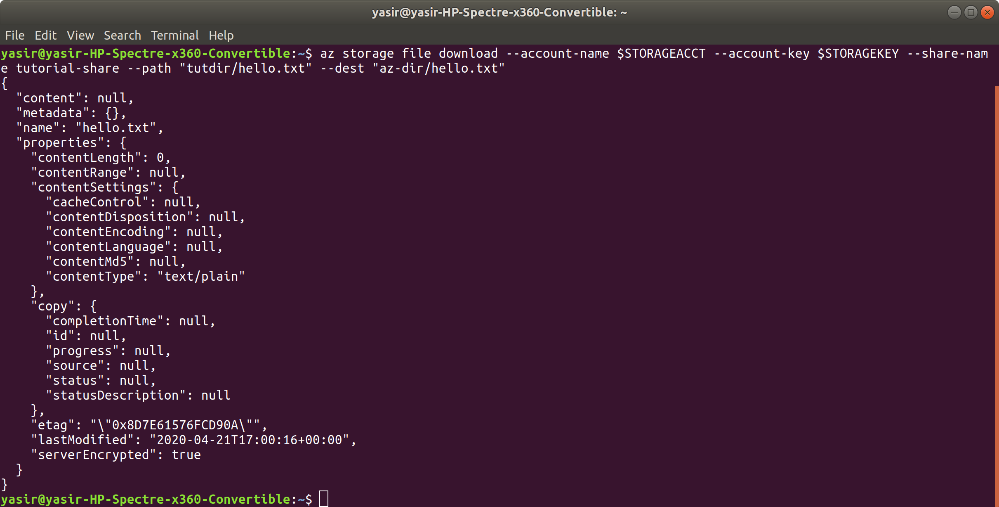 yasir@yasir-HP-Spectre-x360-Convertible: ~
File Edit View Search Terminal Help
yasir@yasir-HP-Spectre-x360-Convertible:~$ az storage file download --account-name $STORAGEACCT --account-key $STORAGEKEY --share-nam
e tutorial-share --path "tutdir/hello.txt" --dest "az-dir/hello.txt"
{
  "content": null,
  "metadata": {},
  "name": "hello.txt",
  "properties": {
    "contentLength": 0,
    "contentRange": null,
    "contentSettings": {
      "cacheControl": null,
      "contentDisposition": null,
      "contentEncoding": null,
      "contentLanguage": null,
      "contentMd5": null,
      "contentType": "text/plain"
    },
    "copy": {
      "completionTime": null,
      "id": null,
      "progress": null,
      "source": null,
      "status": null,
      "statusDescription": null
    },
    "etag": "\"0x8D7E61576FCD90A\"",
    "lastModified": "2020-04-21T17:00:16+00:00",
    "serverEncrypted": true
  }
}
yasir@yasir-HP-Spectre-x360-Convertible:~$